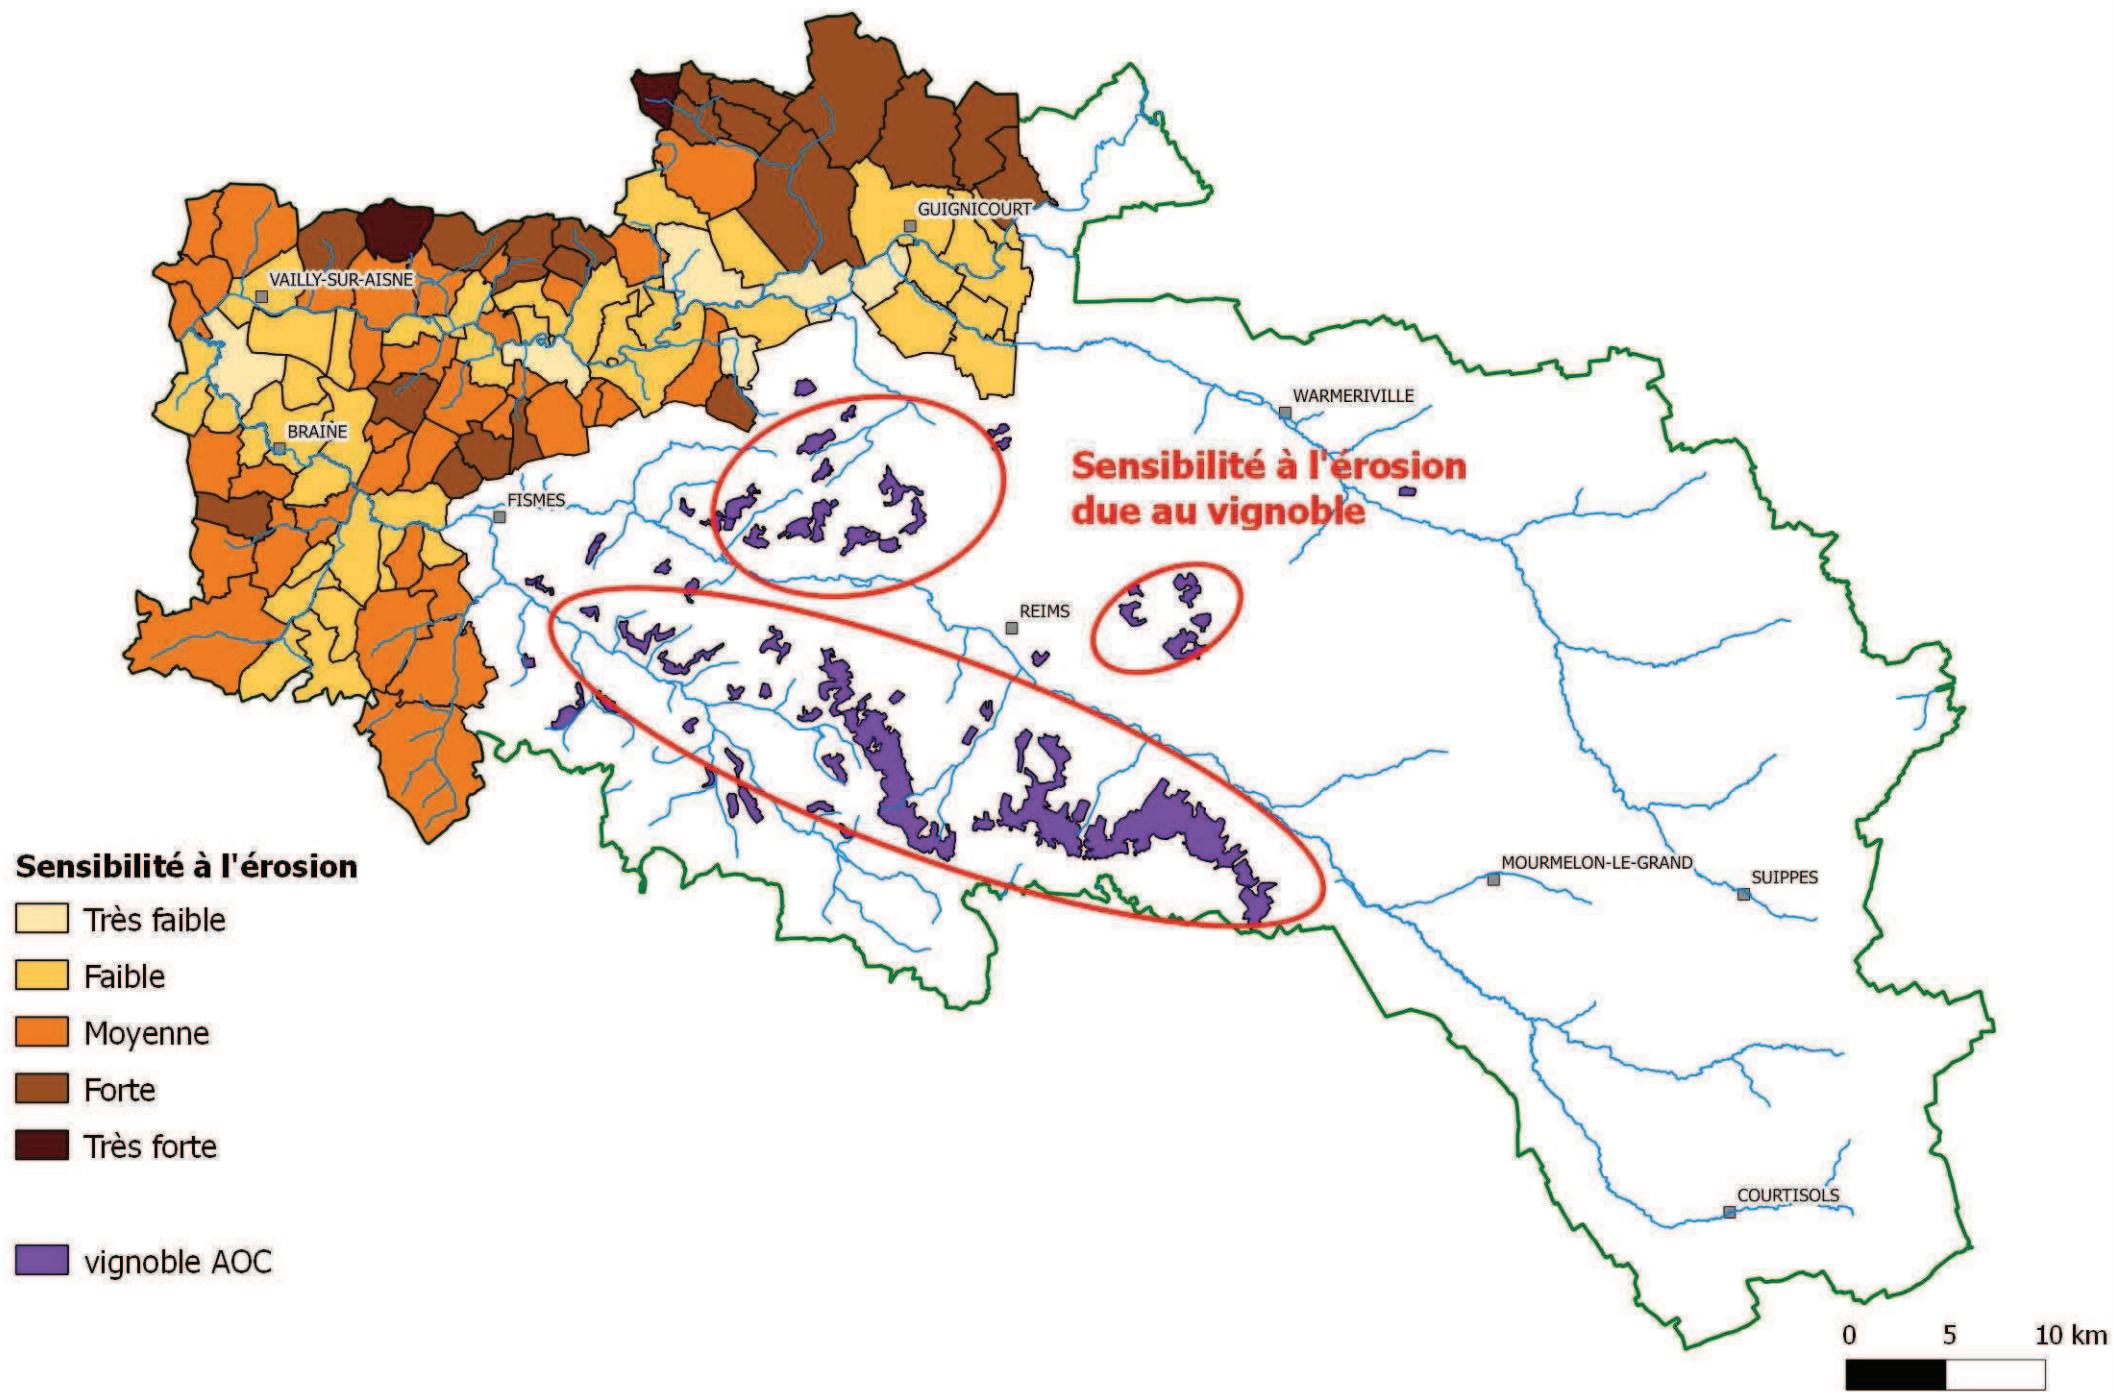 GUIGNICOURT
VAILLY-SUR-AISNE
WARMERIVILLE
BRAINE
Sensibilité à l'érosion
due au vignoble
FISMES
REIMS
MOURMELON-LE-GRAND
SUIPPES
COURTISOLS
Sensibilité à l'érosion
Très faible
Faible
Moyenne
Forte
Très forte
vignoble AOC
0 5 10 km